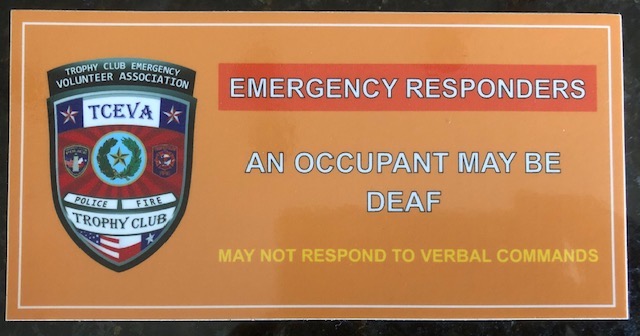 TROPHY CLUB EMERGENCY
VOLUNTEER ASSOCIATION
TCEVA
POLICE FIRE
TROPHY CLUB
EMERGENCY RESPONDERS
AN OCCUPANT MAY BE
DEAF
MAY NOT RESPOND TO VERBAL COMMANDS